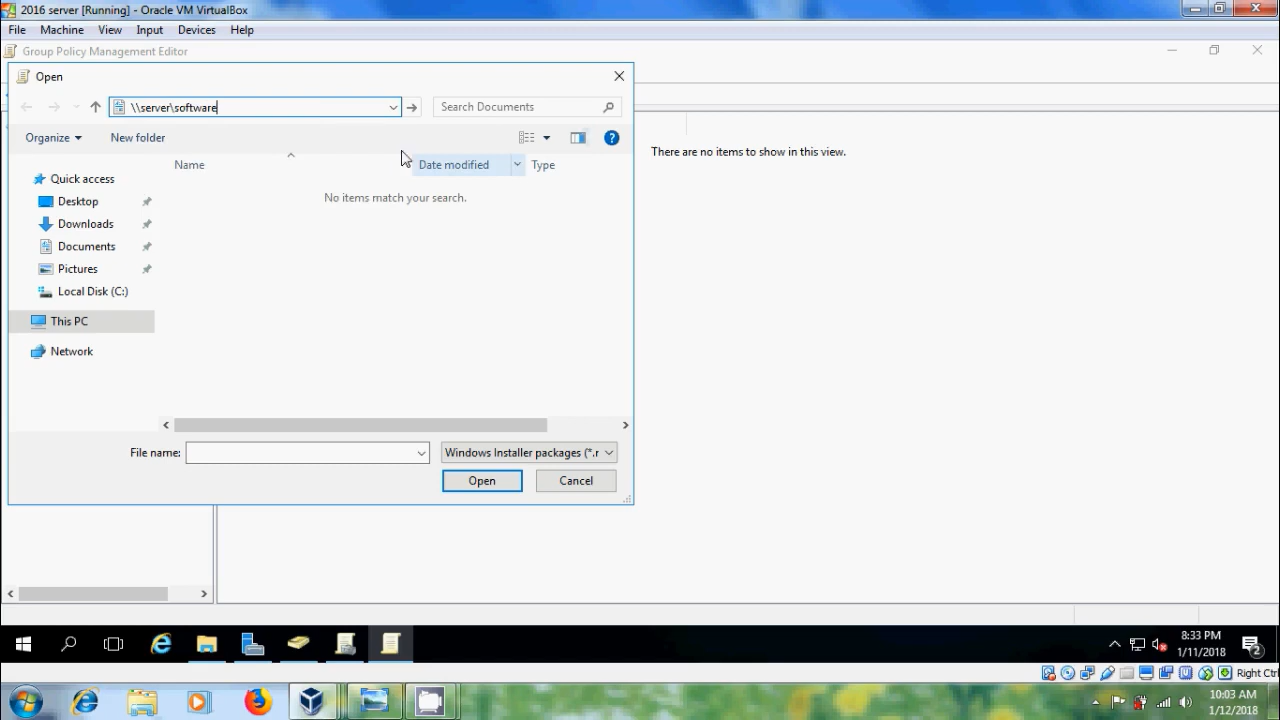 2016 server [Running] - Oracle VM VirtualBox
File Machine View Input Devices Help
Group Policy Management Editor
Open
\\server\software
Search Documents
Organize New folder
Name Date modified Type
There are no items to show in this view.
No items match your search.
Quick access
Desktop
Downloads
Documents
Pictures
Local Disk (C:)
This PC
Network
File name: Windows Installer packages (*.r
Open Cancel
8:33 PM
1/11/2018
2
Right Ctrl
10:03 AM
1/12/2018